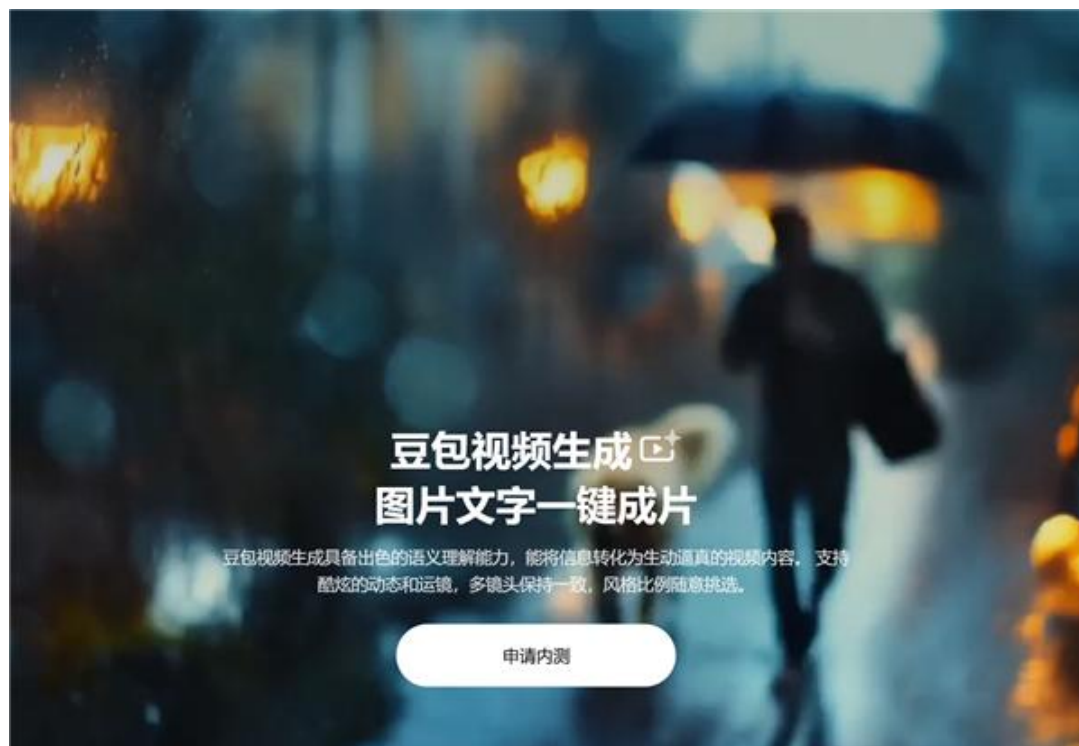 豆包视频生成
图片文字一键成片
豆包视频生成具备出色的语义理解能力，能将信息转化为生动逼真的视频内容。 支持
酷炫的动态和运镜，多镜头保持一致，风格比例随意挑选。
申请内测